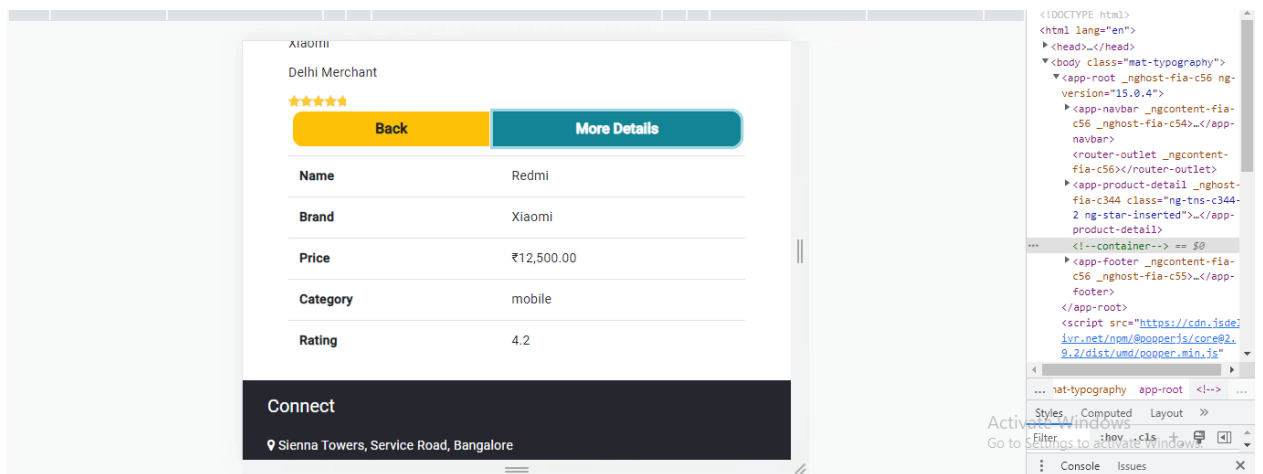 Xiaomi
Delhi Merchant
Back
More Details
Name Redmi
Brand Xiaomi
Price ₹12,500.00
Category mobile
Rating 4.2
Connect
Sienna Towers, Service Road, Bangalore
<!DOCTYPE html>
<html lang="en">
<head>…</head>
<body class="mat-typography">
<app-root _nghost-fia-c56 ng-
version="15.0.4">
<app-navbar _ngcontent-fia-
c56 _nghost-fia-c54>…</app-
navbar>
<router-outlet _ngcontent-
fia-c56></router-outlet>
<app-product-detail _nghost-
fia-c344 class="ng-tns-c344-
2 ng-star-inserted">…</app-
product-detail>
<!--container--> == $0
<app-footer _ngcontent-fia-
c56 _nghost-fia-c55>…</app-
footer>
</app-root>
<script src="https://cdn.jsdel
ivr.net/npm/@popperjs/core@2.
9.2/dist/umd/popper.min.js"
... mat-typography app-root <!--> ...
Styles Computed Layout »
Filter :hov .cls +
Console Issues
Activate Windows
Go to Settings to activate Windows.